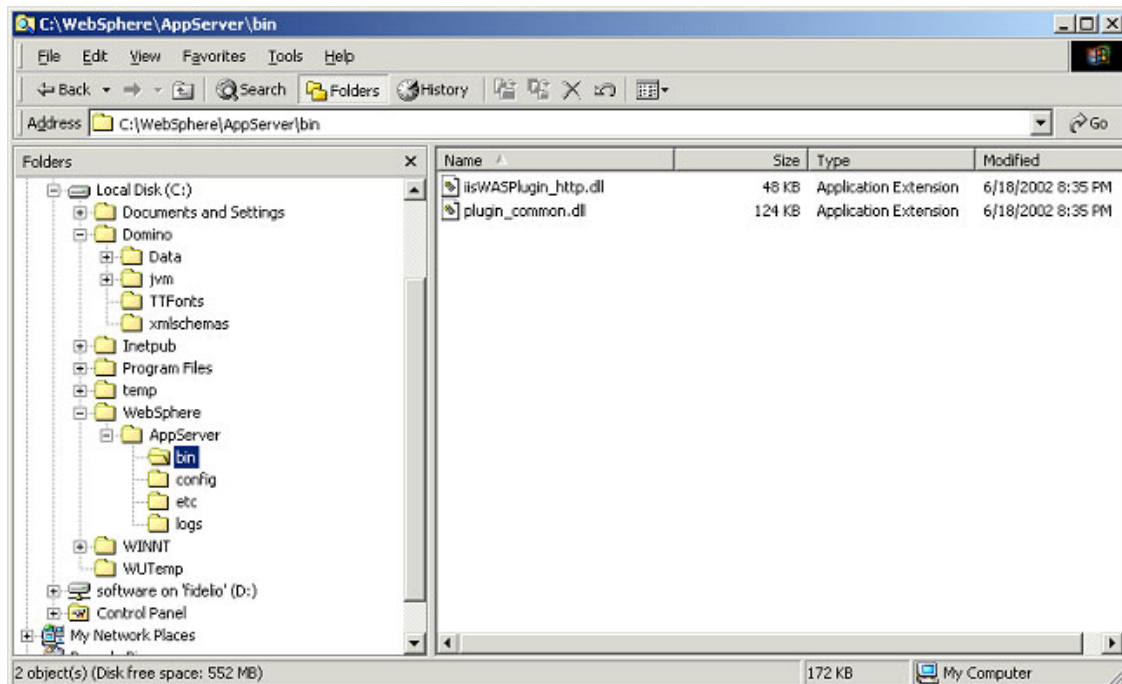 C:\WebSphere\AppServer\bin
File Edit View Favorites Tools Help
Back Search Folders History
Address C:\WebSphere\AppServer\bin Go
Folders
Name Size Type Modified
Local Disk (C:)
Documents and Settings
Domino
Data
jvm
TTFonts
xmlschemas
Inetpub
Program Files
temp
WebSphere
AppServer
bin
config
etc
logs
WINNT
WUTemp
software on 'fidelio' (D:)
Control Panel
My Network Places
iisWASPlugin_http.dll 48 KB Application Extension 6/18/2002 8:35 PM
plugin_common.dll 124 KB Application Extension 6/18/2002 8:35 PM
2 object(s) (Disk free space: 552 MB) 172 KB My Computer